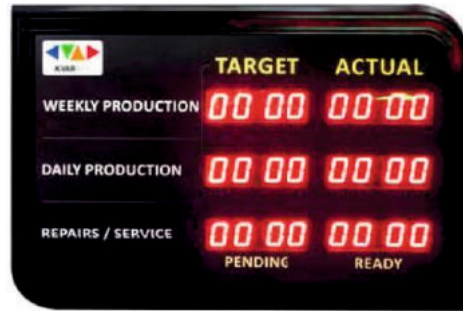 KVAR
TARGET ACTUAL
WEEKLY PRODUCTION 00 00 00 00
DAILY PRODUCTION 00 00 00 00
REPAIRS / SERVICE 00 00 00 00
PENDING READY